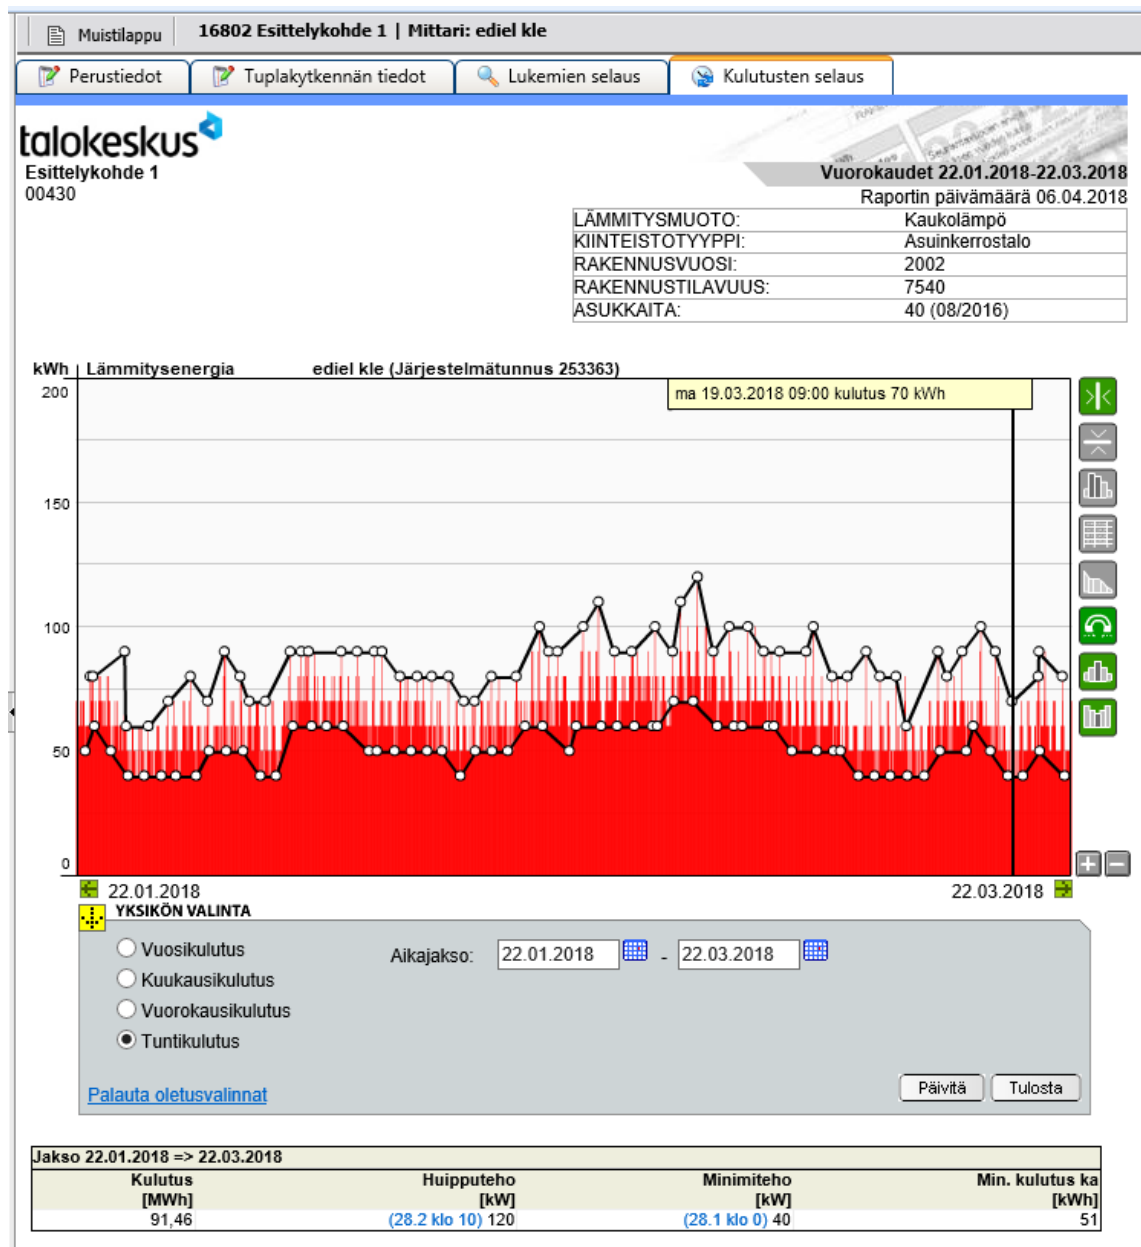 Muistilappu
16802 Esittelykohde 1 | Mittari: ediel kle
Perustiedot
Tuplakytkennän tiedot
Lukemien selaus
Kulutusten selaus
talokeskus
Esittelykohde 1
00430
Vuorokaudet 22.01.2018-22.03.2018
Raportin päivämäärä 06.04.2018
LÄMMITYSMUOTO: Kaukolämpö
KIINTEISTÖTYYPPI: Asuinkerrostalo
RAKENNUSVUOSI: 2002
RAKENNUSTILAVUUS: 7540
ASUKKAITA: 40 (08/2016)
kWh Lämmitysenergia ediel kle (Järjestelmätunnus 253363)
ma 19.03.2018 09:00 kulutus 70 kWh
200
150
100
50
0
22.01.2018 22.03.2018
YKSIKÖN VALINTA
Vuosikulutus
Kuukausikulutus
Vuorokausikulutus
Tuntikulutus
Aikajakso: 22.01.2018 - 22.03.2018
Palauta oletusvalinnat
Päivitä Tulosta
Jakso 22.01.2018 => 22.03.2018
Kulutus Huipputeho Minimiteho Min. kulutus ka
[MWh] [kW] [kW] [kWh]
91,46 (28.2 klo 10) 120 (28.1 klo 0) 40 51